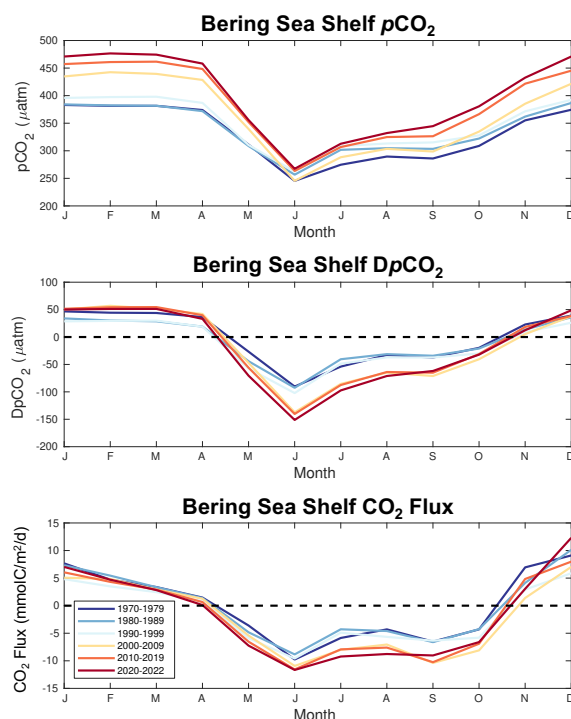 Bering Sea Shelf pCO₂
500
450
400
350
300
250
200
pCO₂ (μatm)
J F M A M J J A S O N D
Month
Bering Sea Shelf DpCO₂
100
50
0
-50
-100
-150
-200
DpCO₂ (μatm)
J F M A M J J A S O N D
Month
Bering Sea Shelf CO₂ Flux
15
10
5
0
-5
-10
-15
CO₂ Flux (mmolC/m²/d)
1970-1979
1980-1989
1990-1999
2000-2009
2010-2019
2020-2022
J F M A M J J A S O N D
Month